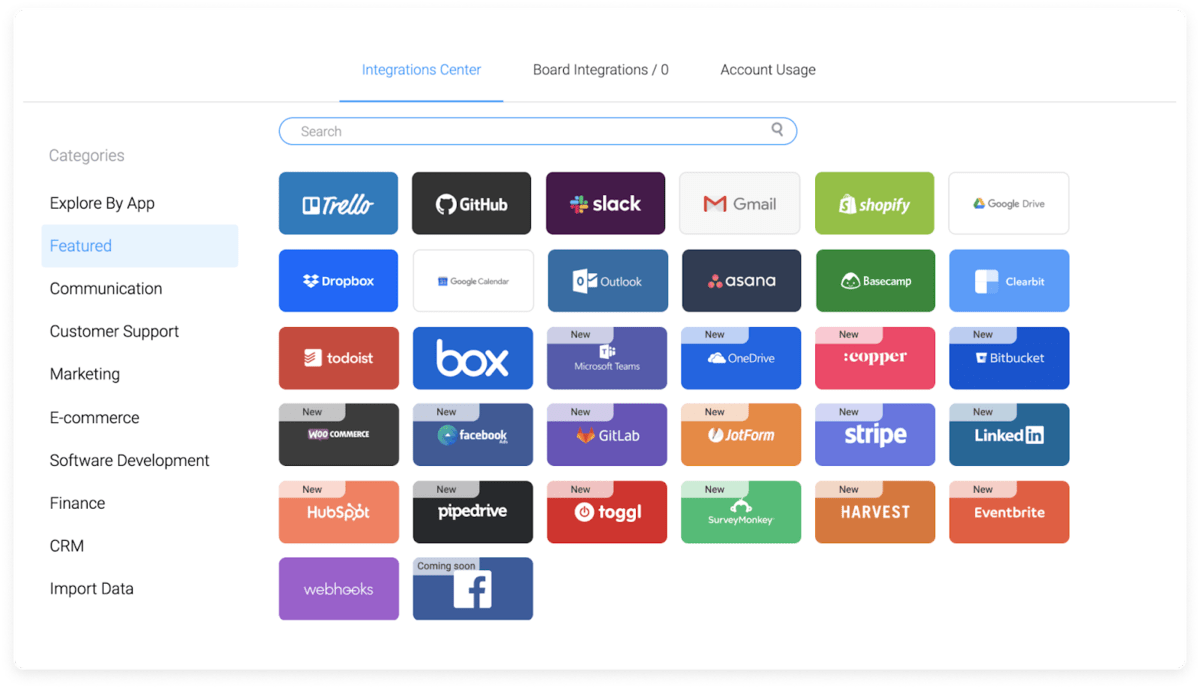 Integrations Center
Board Integrations / 0
Account Usage
Search
Categories
Explore By App
Featured
Communication
Customer Support
Marketing
E-commerce
Software Development
Finance
CRM
Import Data
Trello
GitHub
slack
Gmail
shopify
Google Drive
Dropbox
Google Calendar
Outlook
asana
Basecamp
Clearbit
todoist
box
New
Microsoft Teams
New
OneDrive
New
:copper
New
Bitbucket
New
WOO COMMERCE
New
facebook
New
GitLab
New
JotForm
New
stripe
New
Linked in
New
HubSpot
New
pipedrive
New
toggl
New
SurveyMonkey
New
HARVEST
New
Eventbrite
webhooks
Coming soon
f